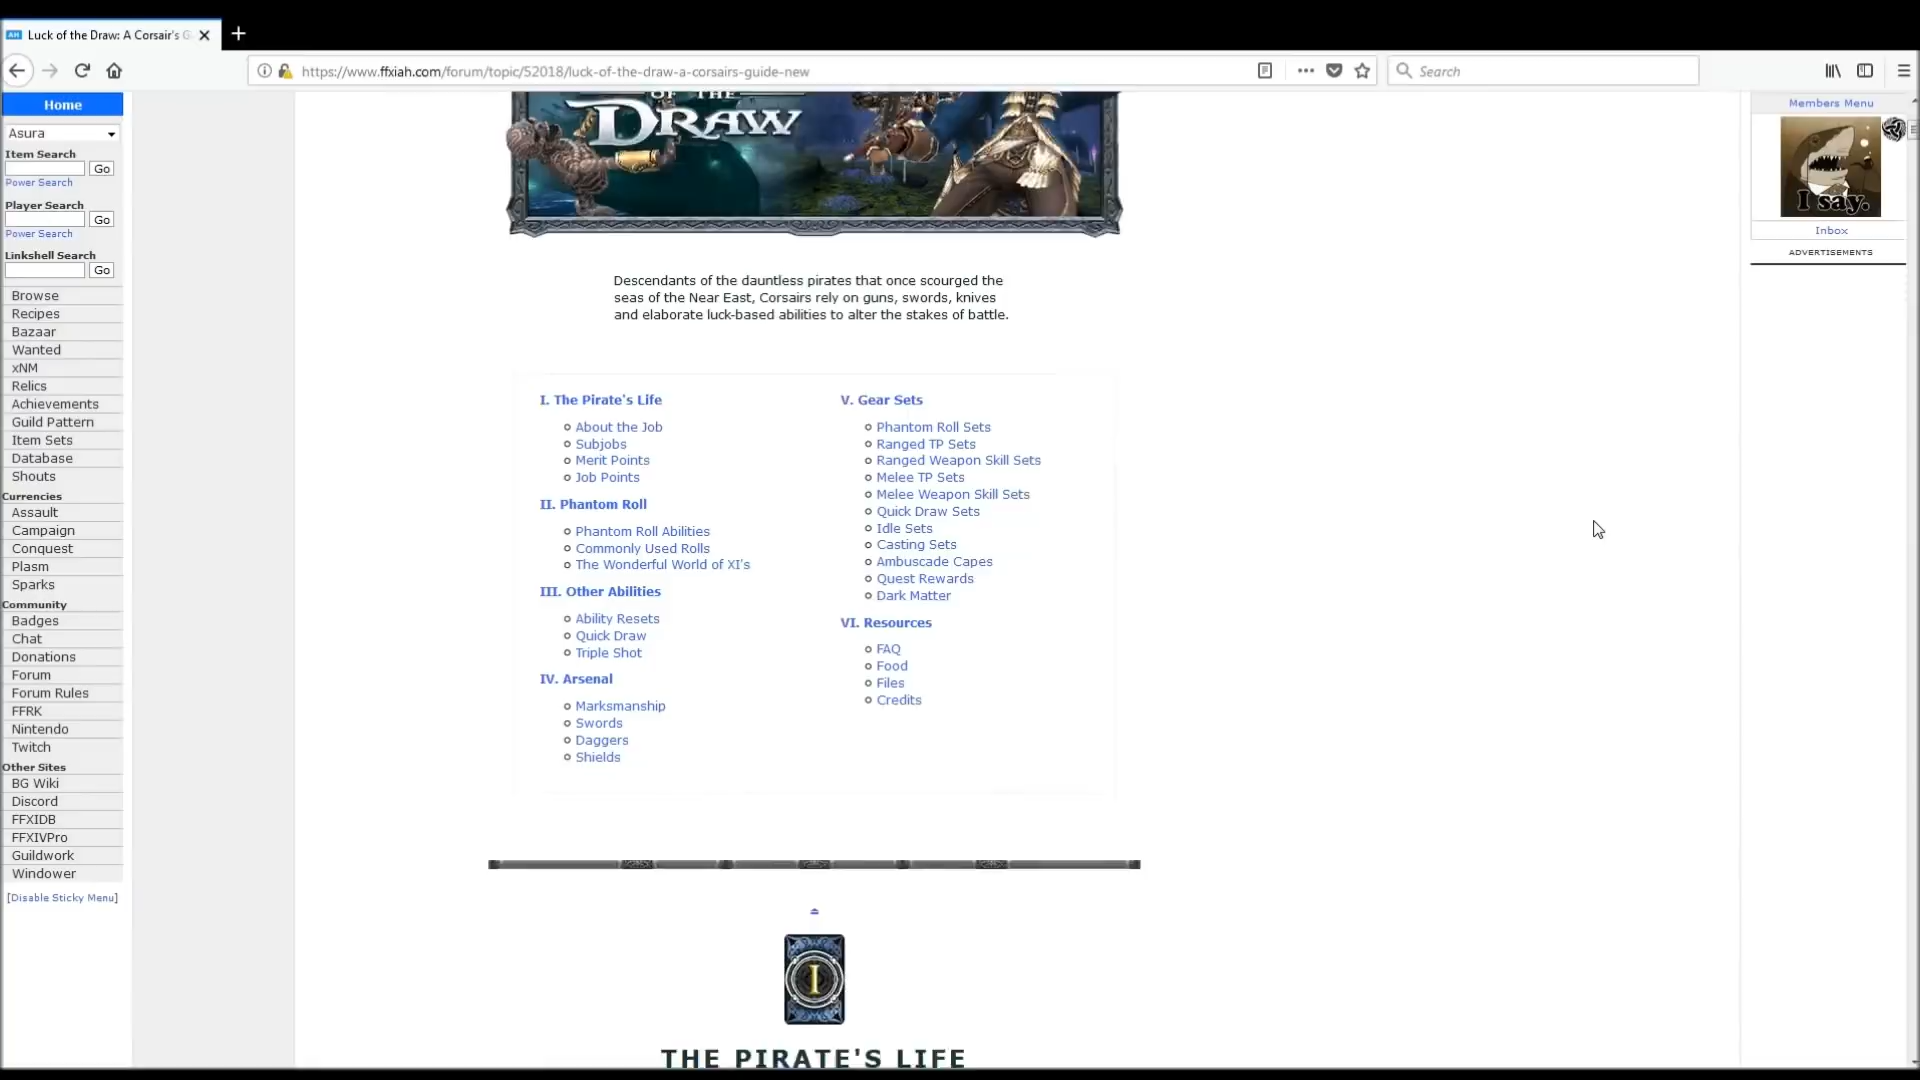 Luck of the Draw: A Corsair's G
https://www.ffxiah.com/forum/topic/52018/luck-of-the-draw-a-corsairs-guide-new
Search
Home
Asura
Item Search
Go
Power Search
Player Search
Go
Power Search
Linkshell Search
Go
Browse
Recipes
Bazaar
Wanted
xNM
Relics
Achievements
Guild Pattern
Item Sets
Database
Shouts
Currencies
Assault
Campaign
Conquest
Plasm
Sparks
Community
Badges
Chat
Donations
Forum
Forum Rules
FFRK
Nintendo
Twitch
Other Sites
BG Wiki
Discord
FFXIDB
FFXIVPro
Guildwork
Windower
[Disable Sticky Menu]
OF THE
DRAW
Descendants of the dauntless pirates that once scourged the
seas of the Near East, Corsairs rely on guns, swords, knives
and elaborate luck-based abilities to alter the stakes of battle.
I. The Pirate's Life
About the Job
Subjobs
Merit Points
Job Points
II. Phantom Roll
Phantom Roll Abilities
Commonly Used Rolls
The Wonderful World of XI's
III. Other Abilities
Ability Resets
Quick Draw
Triple Shot
IV. Arsenal
Marksmanship
Swords
Daggers
Shields
V. Gear Sets
Phantom Roll Sets
Ranged TP Sets
Ranged Weapon Skill Sets
Melee TP Sets
Melee Weapon Skill Sets
Quick Draw Sets
Idle Sets
Casting Sets
Ambuscade Capes
Quest Rewards
Dark Matter
VI. Resources
FAQ
Food
Files
Credits
I
THE PIRATE'S LIFE
Members Menu
I say.
Inbox
ADVERTISEMENTS